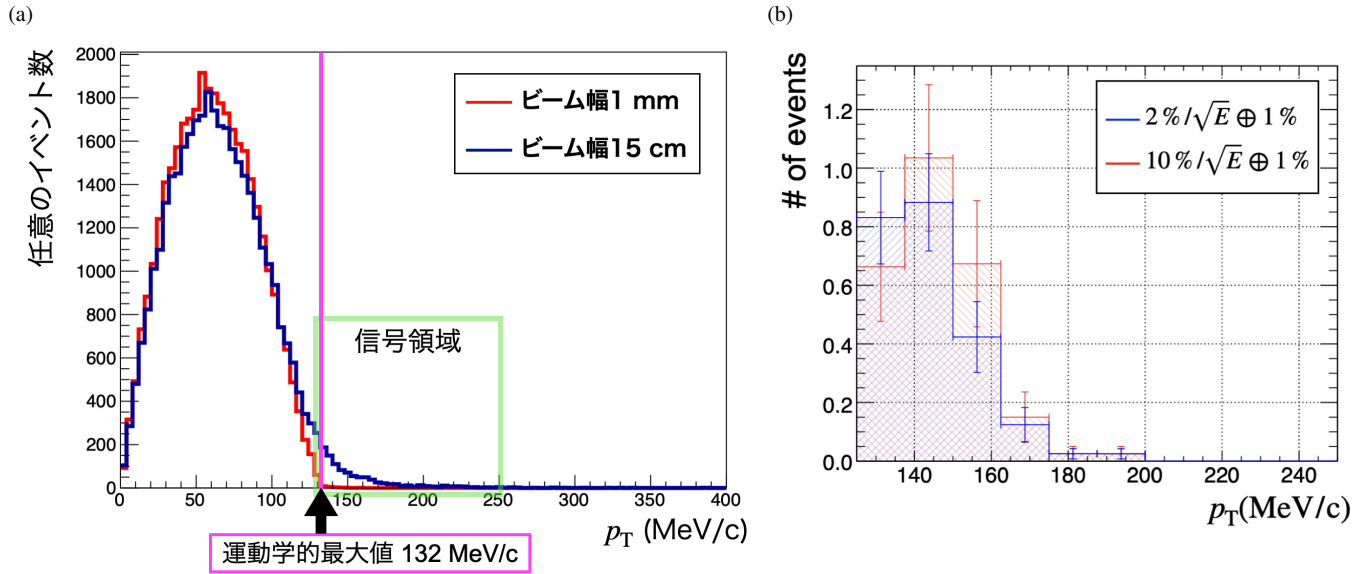 (a)
任意のイベント数
2000
1800
1600
1400
1200
1000
800
600
400
200
0
ビーム幅1 mm
ビーム幅15 cm
信号領域
0 50 100 150 200 250 300 350 400
p_T (MeV/c)
運動学的最大値 132 MeV/c
(b)
# of events
1.2
1.0
0.8
0.6
0.4
0.2
0.0
2 %/√E ⊕ 1 %
10 %/√E ⊕ 1 %
140 160 180 200 220 240
p_T(MeV/c)